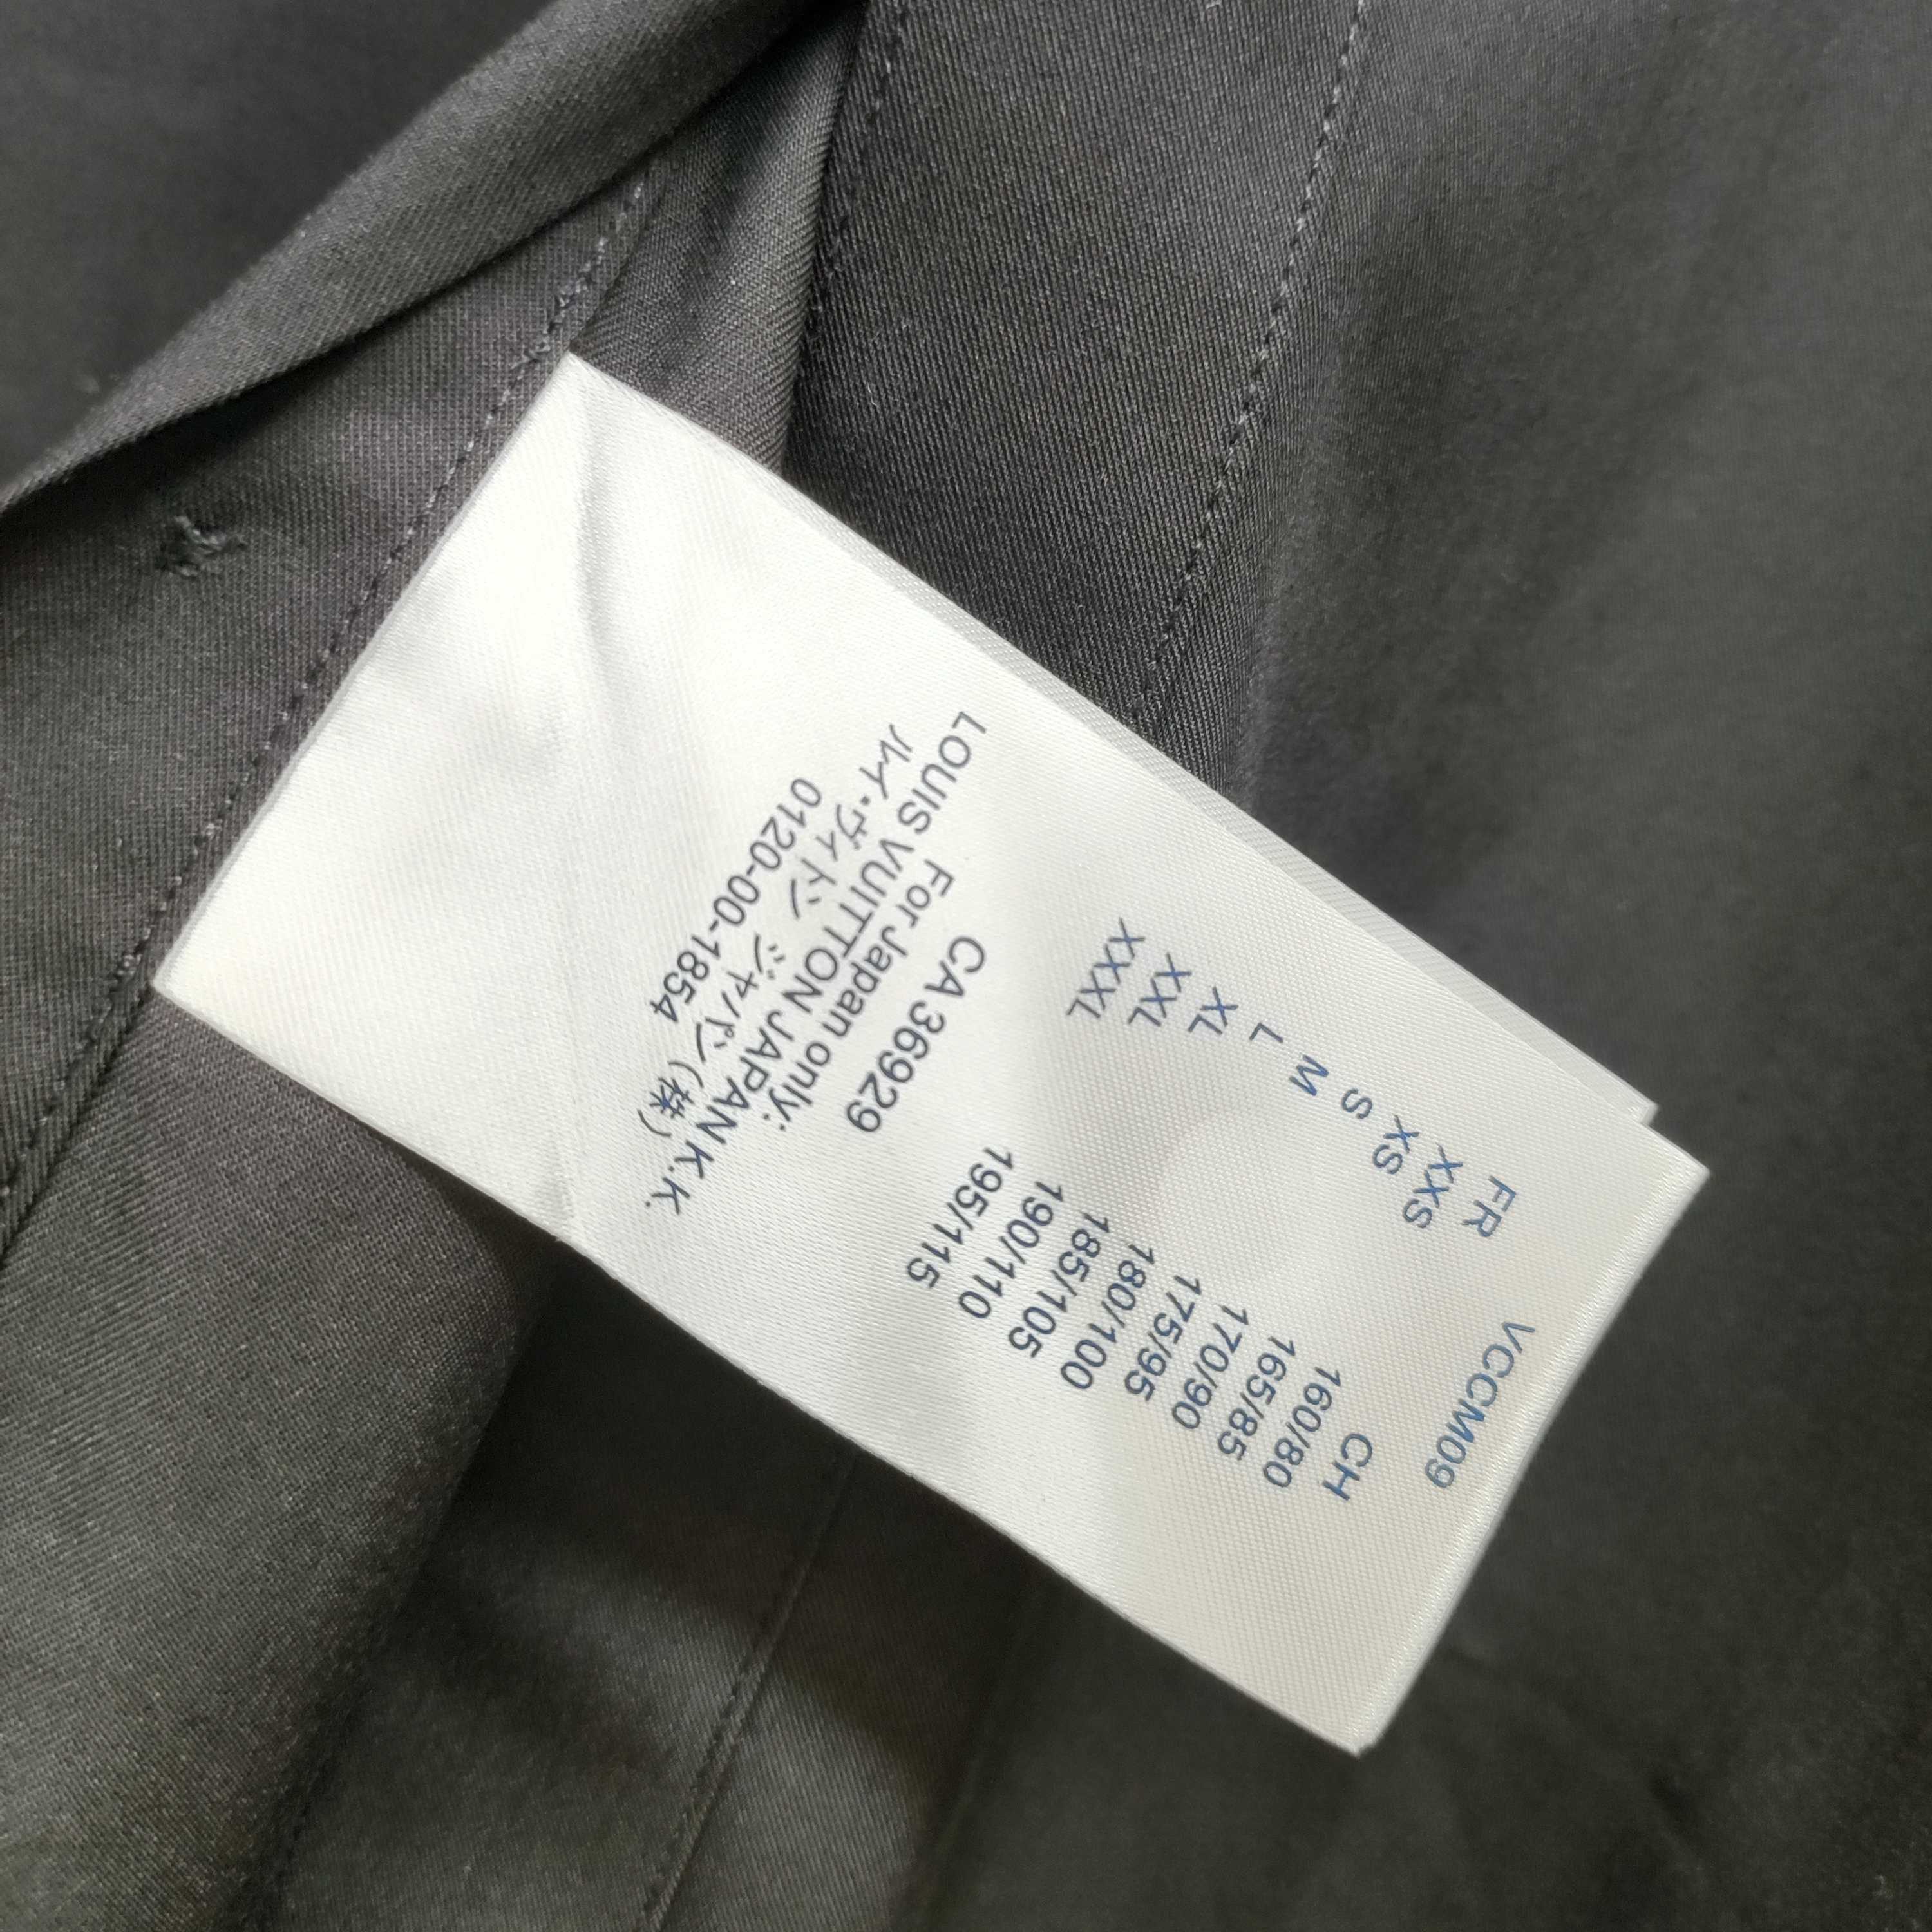 VCCM09
FR CH
XXS 160/80
XS 165/85
S 170/90
M 175/95
L 180/100
XL 185/105
XXL 190/110
XXXL 195/115
CA 36929
For Japan only:
LOUIS VUITTON JAPAN K.K.
ルイ・ヴィトン ジャパン(株)
0120-00-1854